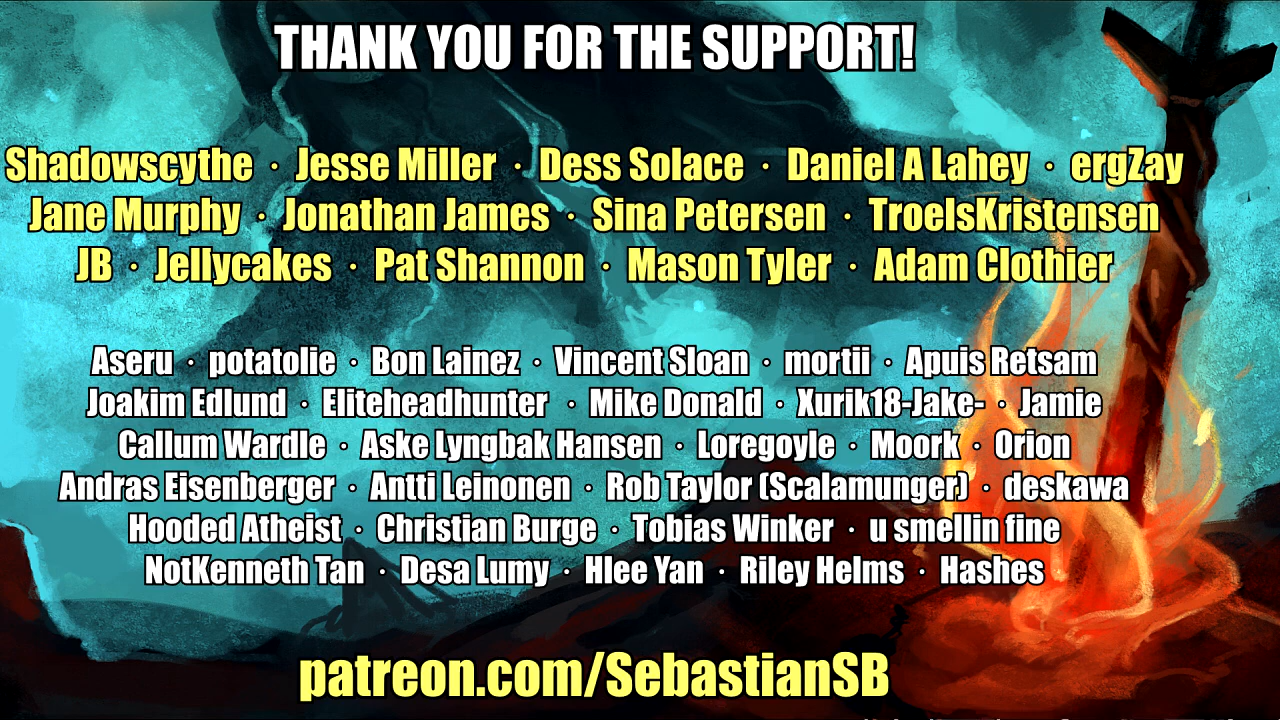 THANK YOU FOR THE SUPPORT!
Shadowscythe · Jesse Miller · Dess Solace · Daniel A Lahey · ergZay
Jane Murphy · Jonathan James · Sina Petersen · TroelsKristensen
JB · Jellycakes · Pat Shannon · Mason Tyler · Adam Clothier
Aseru · potatolie · Bon Lainez · Vincent Sloan · mortii · Apuis Retsam
Joakim Edlund · Eliteheadhunter · Mike Donald · Xurik18-Jake- · Jamie
Callum Wardle · Aske Lyngbak Hansen · Loregoyle · Moork · Orion
Andras Eisenberger · Antti Leinonen · Rob Taylor (Scalamunger) · deskawa
Hooded Atheist · Christian Burge · Tobias Winker · u smellin fine
NotKenneth Tan · Desa Lumy · Hlee Yan · Riley Helms · Hashes
patreon.com/SebastianSB